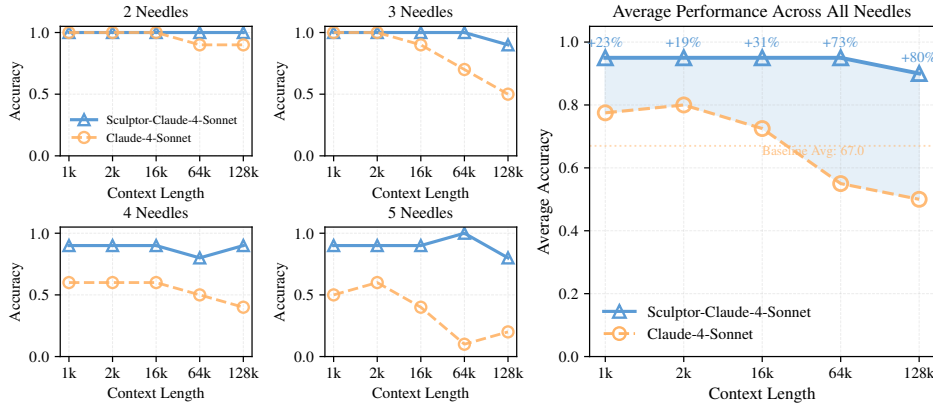 2 Needles
Accuracy
1.0
0.5
0.0
Sculptor-Claude-4-Sonnet
Claude-4-Sonnet
1k 2k 16k 64k 128k
Context Length
3 Needles
Accuracy
1.0
0.5
0.0
1k 2k 16k 64k 128k
Context Length
4 Needles
Accuracy
1.0
0.5
0.0
1k 2k 16k 64k 128k
Context Length
5 Needles
Accuracy
1.0
0.5
0.0
1k 2k 16k 64k 128k
Context Length
Average Performance Across All Needles
Average Accuracy
1.0
0.8
0.6
0.4
0.2
0.0
+23% +19% +31% +73%
+80%
Baseline Avg: 67.0
Sculptor-Claude-4-Sonnet
Claude-4-Sonnet
1k 2k 16k 64k 128k
Context Length